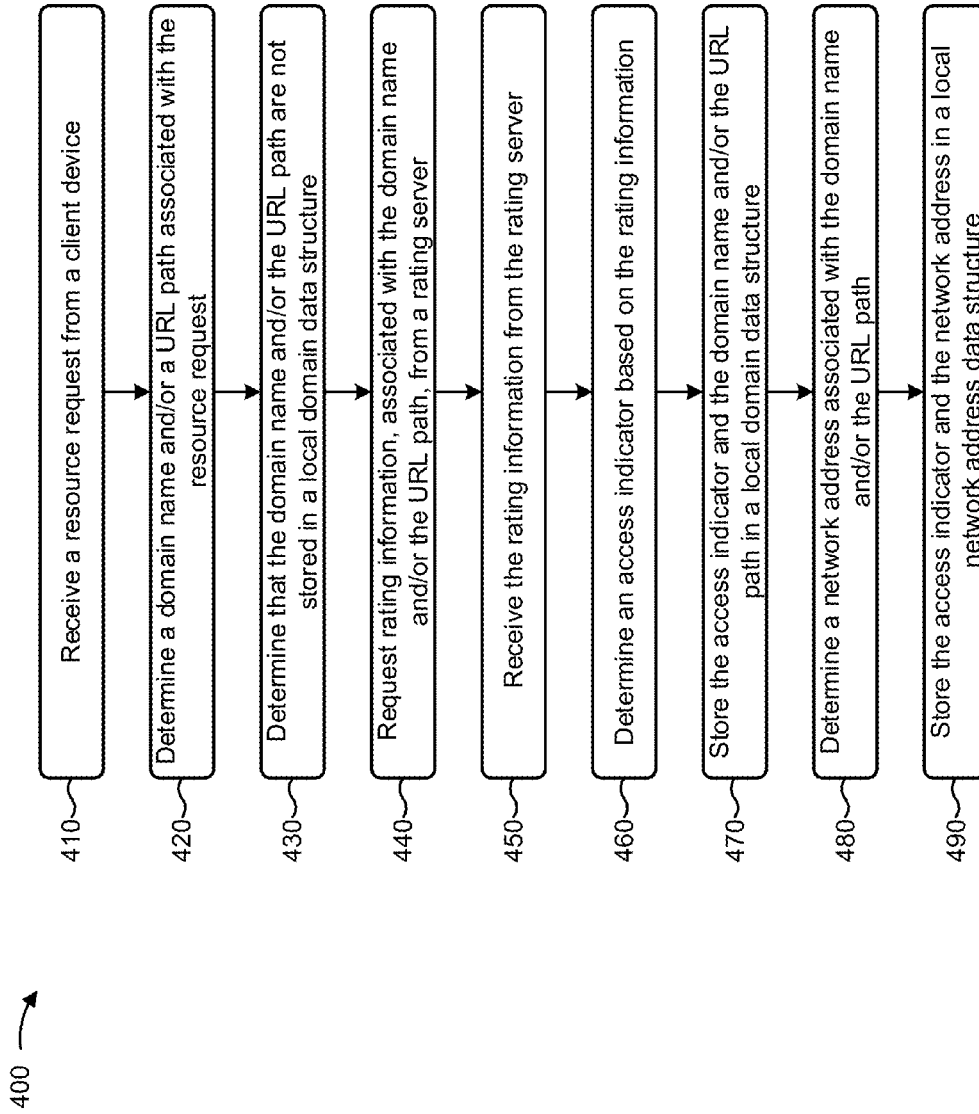 400
410
Receive a resource request from a client device
420
Determine a domain name and/or a URL path associated with the
resource request
430
Determine that the domain name and/or the URL path are not
stored in a local domain data structure
440
Request rating information, associated with the domain name
and/or the URL path, from a rating server
450
Receive the rating information from the rating server
460
Determine an access indicator based on the rating information
470
Store the access indicator and the domain name and/or the URL
path in a local domain data structure
480
Determine a network address associated with the domain name
and/or the URL path
490
Store the access indicator and the network address in a local
network address data structure